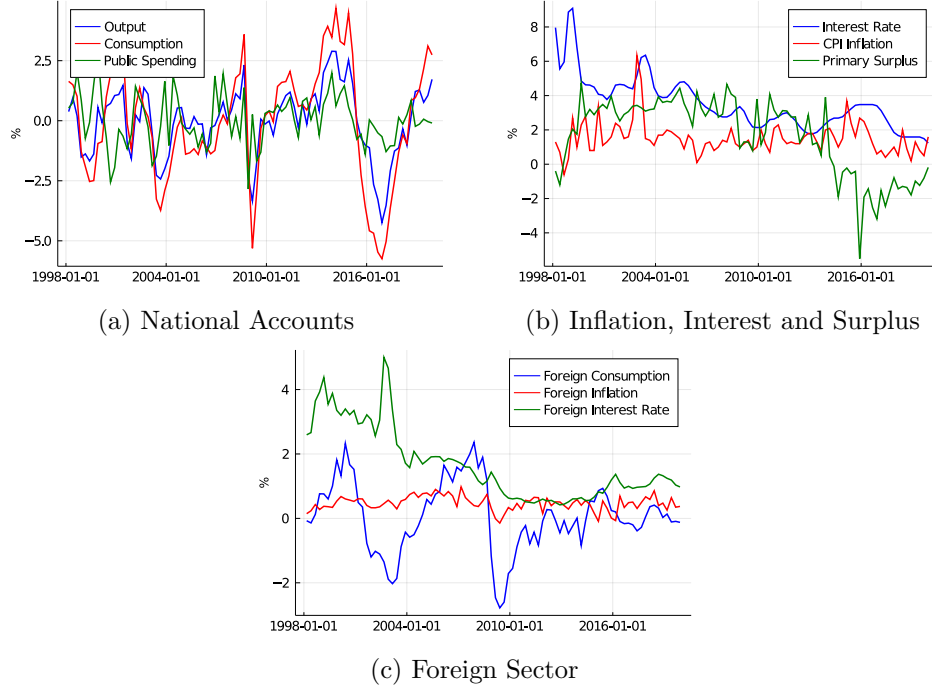 Output
Consumption
Public Spending
2.5
0.0
−2.5
−5.0
%
1998-01-01 2004-01-01 2010-01-01 2016-01-01
(a) National Accounts
Interest Rate
CPI Inflation
Primary Surplus
8
6
4
2
0
−2
−4
%
1998-01-01 2004-01-01 2010-01-01 2016-01-01
(b) Inflation, Interest and Surplus
Foreign Consumption
Foreign Inflation
Foreign Interest Rate
4
2
0
−2
%
1998-01-01 2004-01-01 2010-01-01 2016-01-01
(c) Foreign Sector